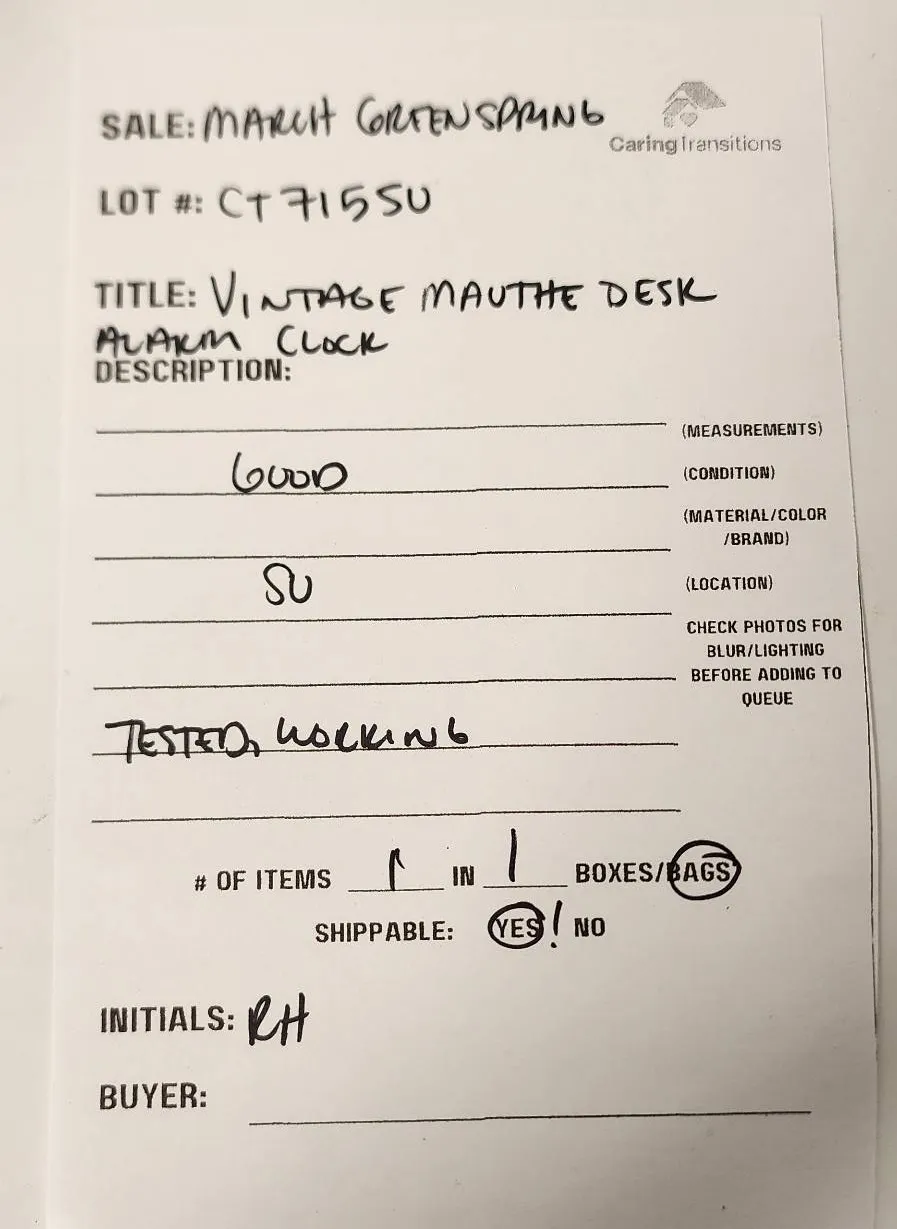 SALE: MARCH GREENSPRING
Caring Transitions
LOT #: CT715SU
TITLE: VINTAGE MAUTHE DESK
ALARM CLOCK
DESCRIPTION:
(MEASUREMENTS)
GOOD (CONDITION)
(MATERIAL/COLOR
/BRAND)
SU (LOCATION)
CHECK PHOTOS FOR
BLUR/LIGHTING
BEFORE ADDING TO
QUEUE
TESTED, WORKING
# OF ITEMS 1 IN 1 BOXES/BAGS
SHIPPABLE: YES ! NO
INITIALS: RH
BUYER: